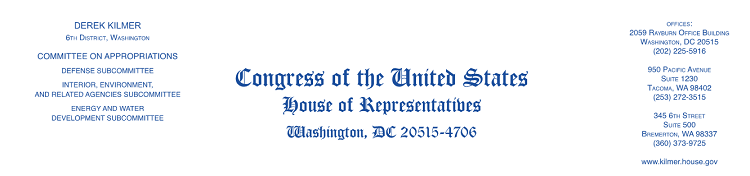 DEREK KILMER
6TH DISTRICT, WASHINGTON
COMMITTEE ON APPROPRIATIONS
DEFENSE SUBCOMMITTEE
INTERIOR, ENVIRONMENT,
AND RELATED AGENCIES SUBCOMMITTEE
ENERGY AND WATER
DEVELOPMENT SUBCOMMITTEE
Congress of the United States
House of Representatives
Washington, DC 20515-4706
OFFICES:
2059 RAYBURN OFFICE BUILDING
WASHINGTON, DC 20515
(202) 225-5916
950 PACIFIC AVENUE
SUITE 1230
TACOMA, WA 98402
(253) 272-3515
345 6TH STREET
SUITE 500
BREMERTON, WA 98337
(360) 373-9725
www.kilmer.house.gov